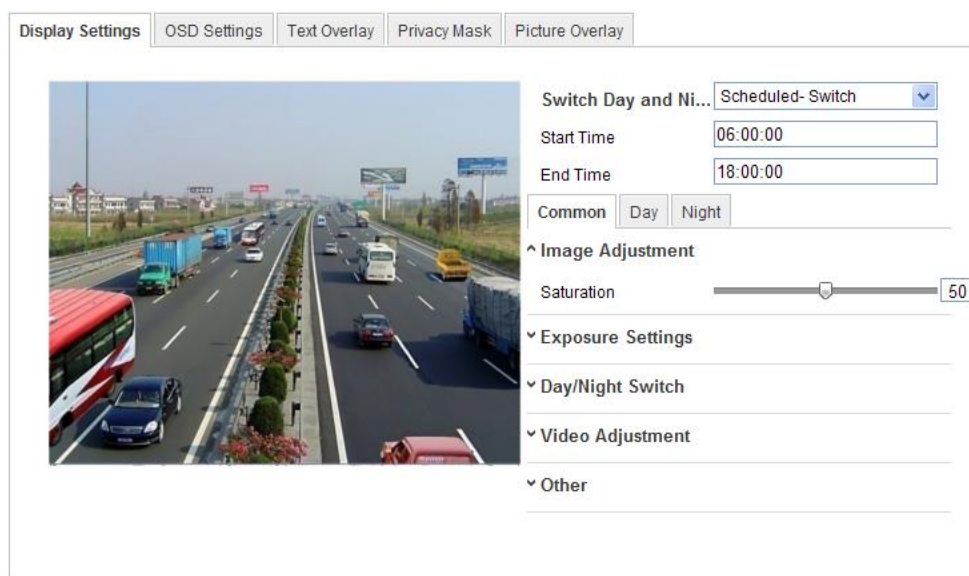 Display Settings
OSD Settings
Text Overlay
Privacy Mask
Picture Overlay
Switch Day and Ni...
Scheduled- Switch
Start Time
06:00:00
End Time
18:00:00
Common
Day
Night
Image Adjustment
Saturation
50
Exposure Settings
Day/Night Switch
Video Adjustment
Other